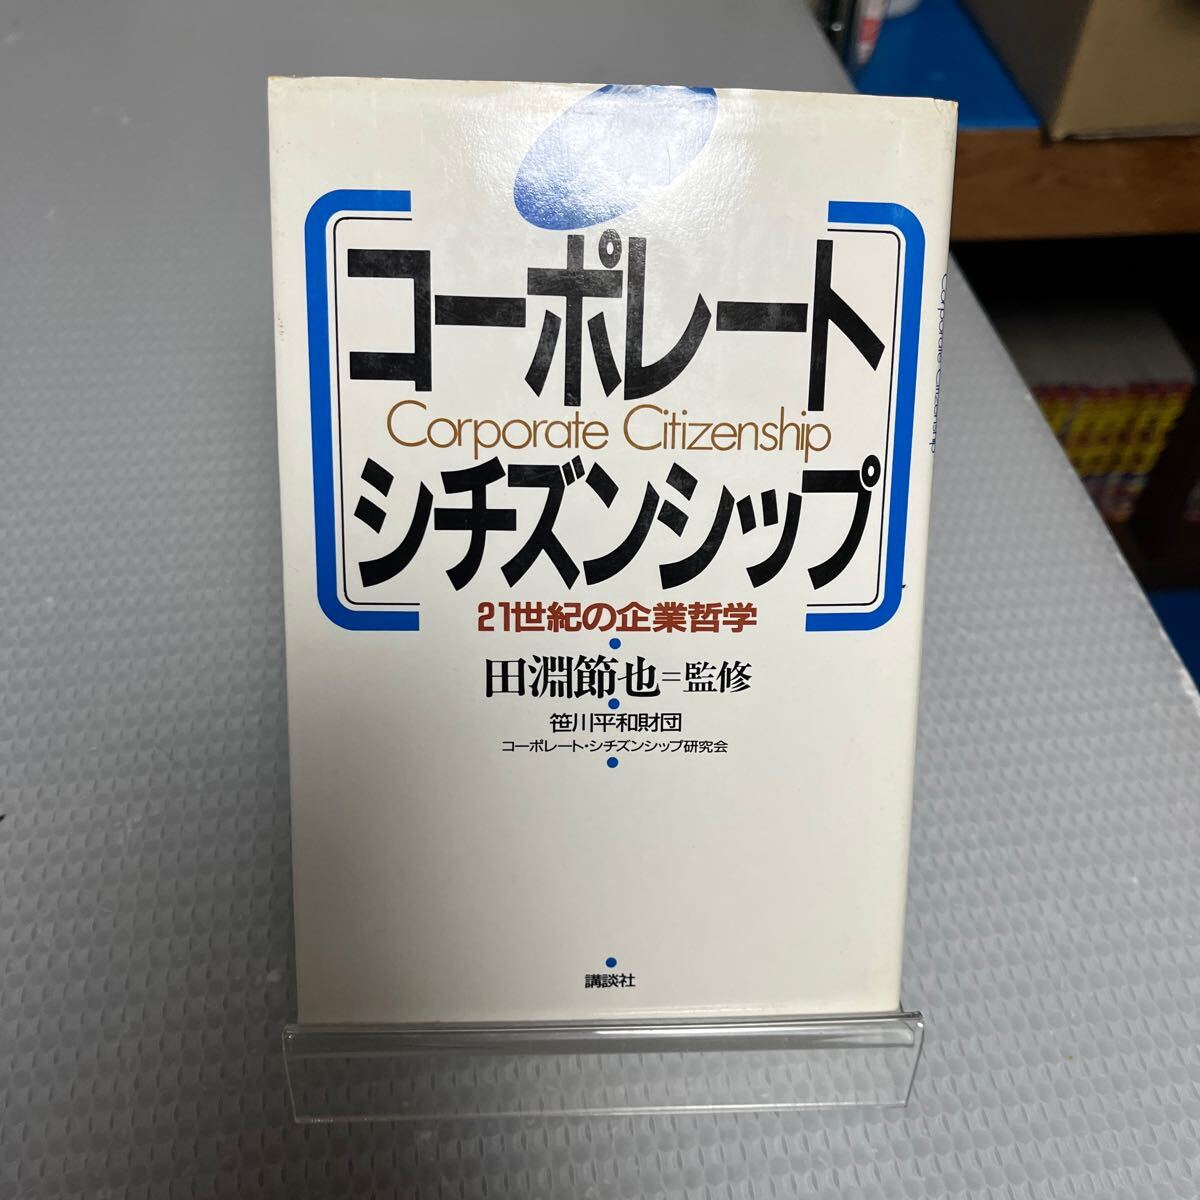 コーポレート
Corporate Citizenship
シチズンシップ
21世紀の企業哲学
田淵節也=監修
笹川平和財団
コーポレート・シチズンシップ研究会
講談社
Corporate Citizenship